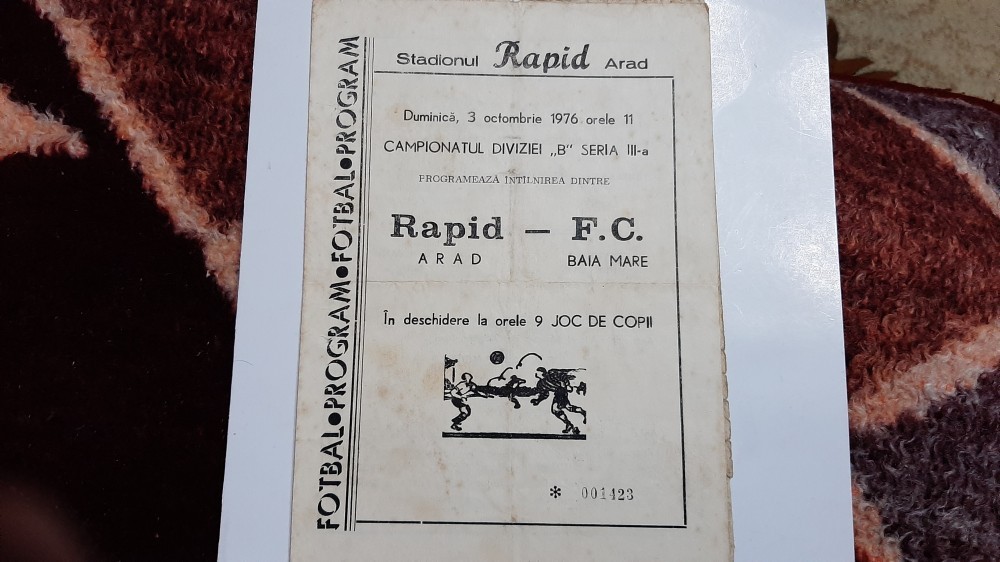 FOTBAL•PROGRAM•FOTBAL•PROGRAM
Stadionul Rapid Arad
Duminică, 3 octombrie 1976 orele 11
CAMPIONATUL DIVIZIEI „B" SERIA III-a
PROGRAMEAZĂ ÎNTÎLNIREA DINTRE
Rapid — F.C.
ARAD BAIA MARE
În deschidere la orele 9 JOC DE COPII
* 001423